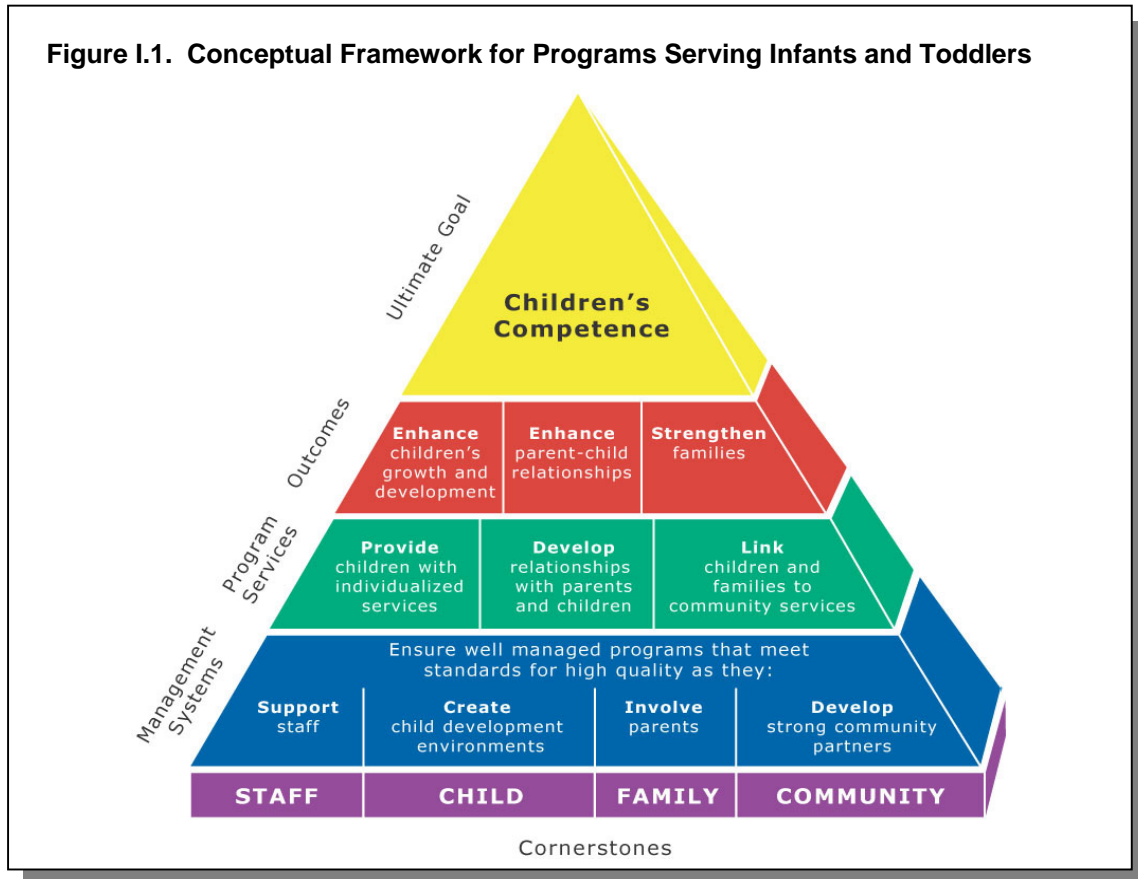 Figure I.1. Conceptual Framework for Programs Serving Infants and Toddlers
Ultimate Goal
Children's
Competence
Outcomes
Enhance
children's
growth and
development
Enhance
parent-child
relationships
Strengthen
families
Program
Services
Provide
children with
individualized
services
Develop
relationships
with parents
and children
Link
children and
families to
community services
Management
Systems
Ensure well managed programs that meet
standards for high quality as they:
Support
staff
Create
child development
environments
Involve
parents
Develop
strong community
partners
STAFF
CHILD
FAMILY
COMMUNITY
Cornerstones